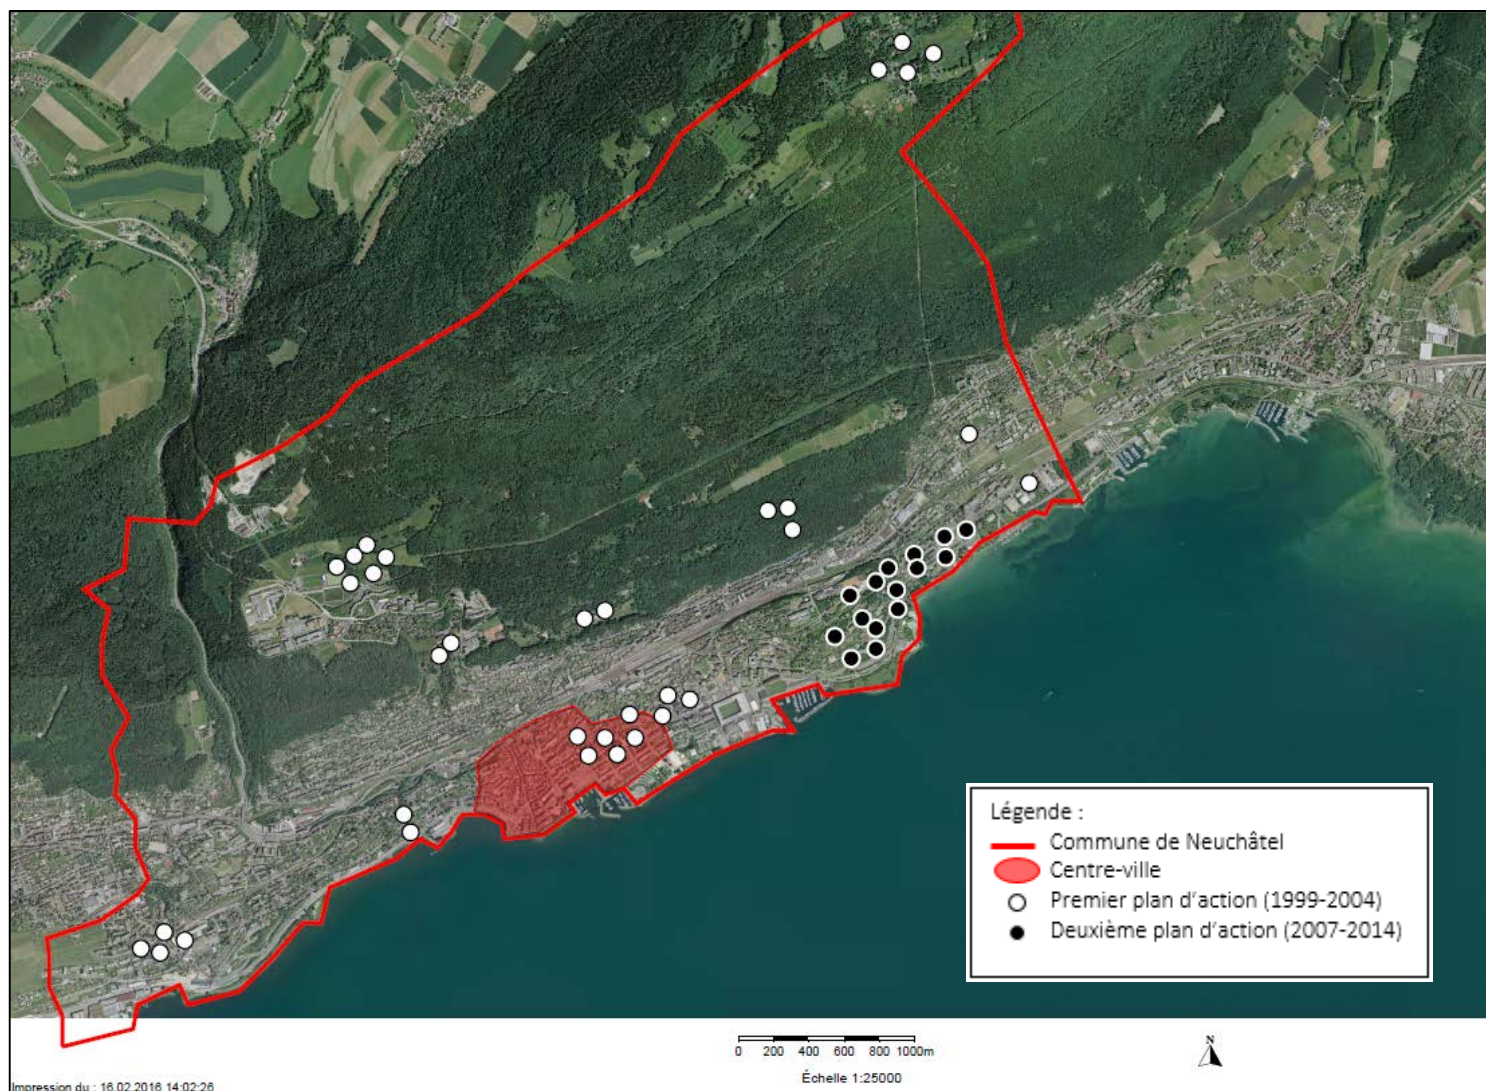 Légende :
Commune de Neuchâtel
Centre-ville
Premier plan d'action (1999-2004)
Deuxième plan d'action (2007-2014)
N
0 200 400 600 800 1000m
Échelle 1:25000
Impression du : 16.02.2016 14:02:26